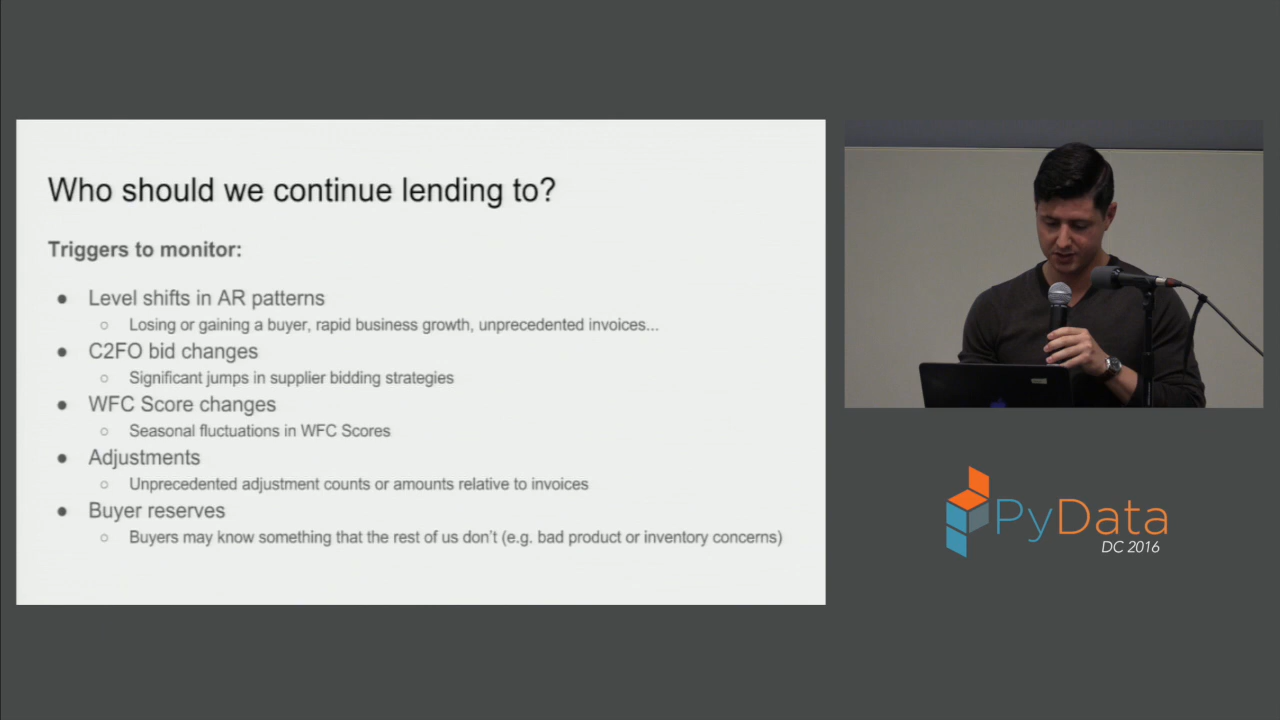 Who should we continue lending to?
Triggers to monitor:
● Level shifts in AR patterns
○ Losing or gaining a buyer, rapid business growth, unprecedented invoices...
● C2FO bid changes
○ Significant jumps in supplier bidding strategies
● WFC Score changes
○ Seasonal fluctuations in WFC Scores
● Adjustments
○ Unprecedented adjustment counts or amounts relative to invoices
● Buyer reserves
○ Buyers may know something that the rest of us don't (e.g. bad product or inventory concerns)
PyData
DC 2016